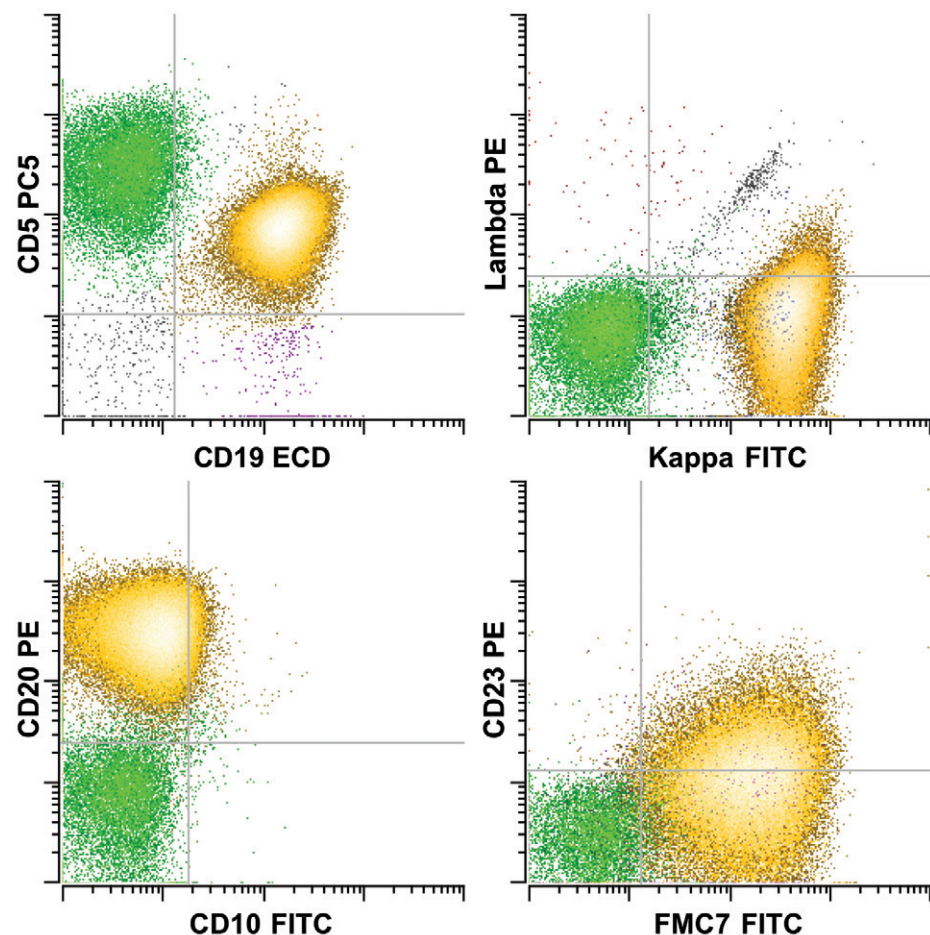 CD5 PC5
CD19 ECD
Lambda PE
Kappa FITC
CD20 PE
CD10 FITC
CD23 PE
FMC7 FITC